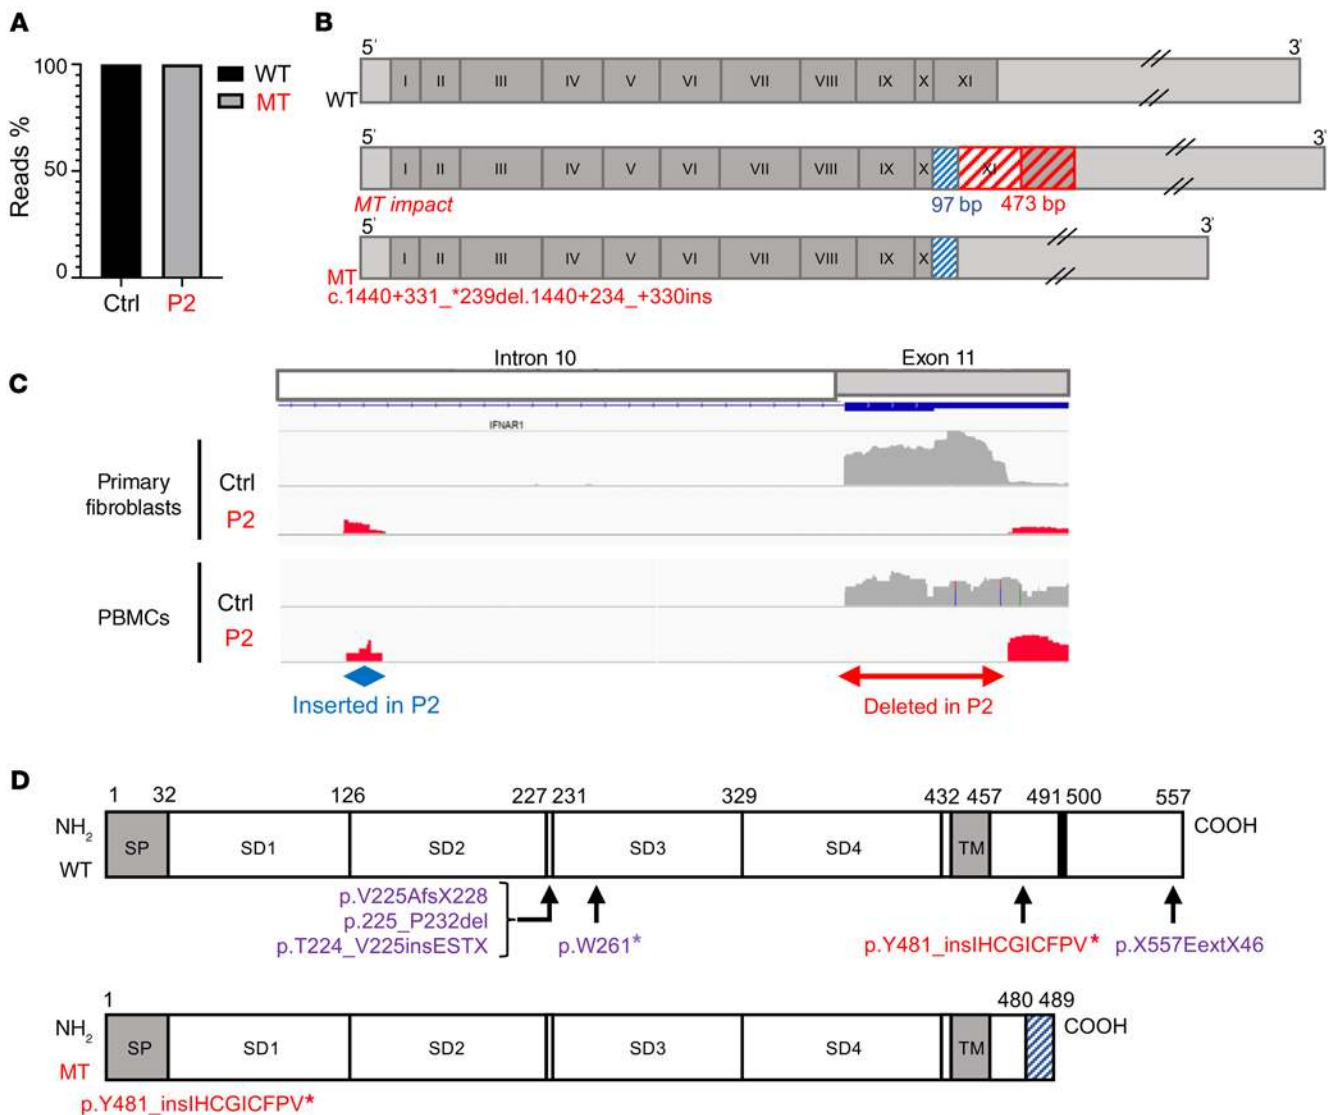 A
B
Reads %
100
50
0
Ctrl
P2
WT
MT
5'
3'
I II III IV V VI VII VIII IX X XI
WT
5'
3'
I II III IV V VI VII VIII IX X XI
MT impact
97 bp
473 bp
5'
3'
I II III IV V VI VII VIII IX X
MT
c.1440+331_*239del.1440+234_+330ins
C
Intron 10
Exon 11
IFNAR1
Primary
fibroblasts
Ctrl
P2
PBMCs
Ctrl
P2
Inserted in P2
Deleted in P2
D
1 32 126 227 231 329 432 457 491 500 557
NH2
WT
SP SD1 SD2 SD3 SD4 TM
COOH
p.V225AfsX228
p.225_P232del
p.T224_V225insESTX
p.W261*
p.Y481_insIHCGICFPV*
p.X557EextX46
1 480 489
NH2
MT
SP SD1 SD2 SD3 SD4 TM
COOH
p.Y481_insIHCGICFPV*